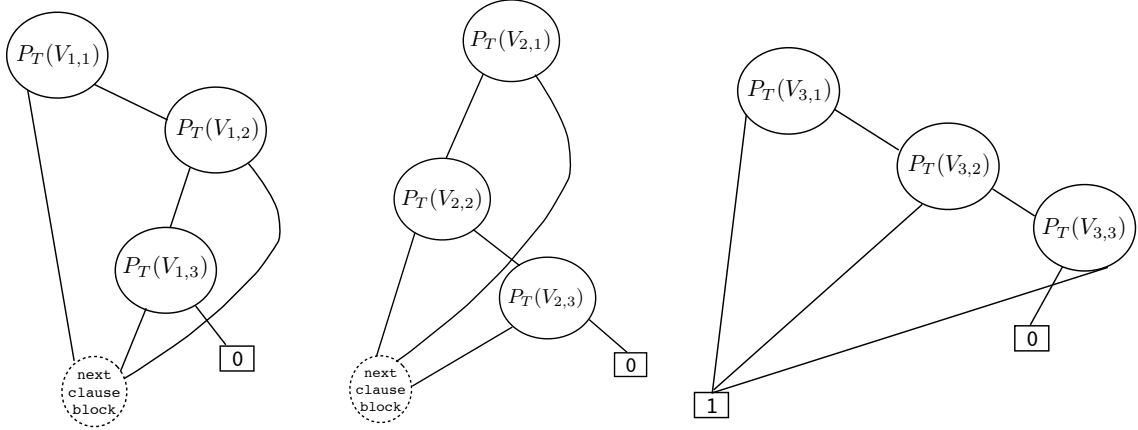 P_T(V_{1,1})
P_T(V_{1,2})
P_T(V_{1,3})
0
next
clause
block
P_T(V_{2,1})
P_T(V_{2,2})
P_T(V_{2,3})
0
next
clause
block
P_T(V_{3,1})
P_T(V_{3,2})
P_T(V_{3,3})
0
1